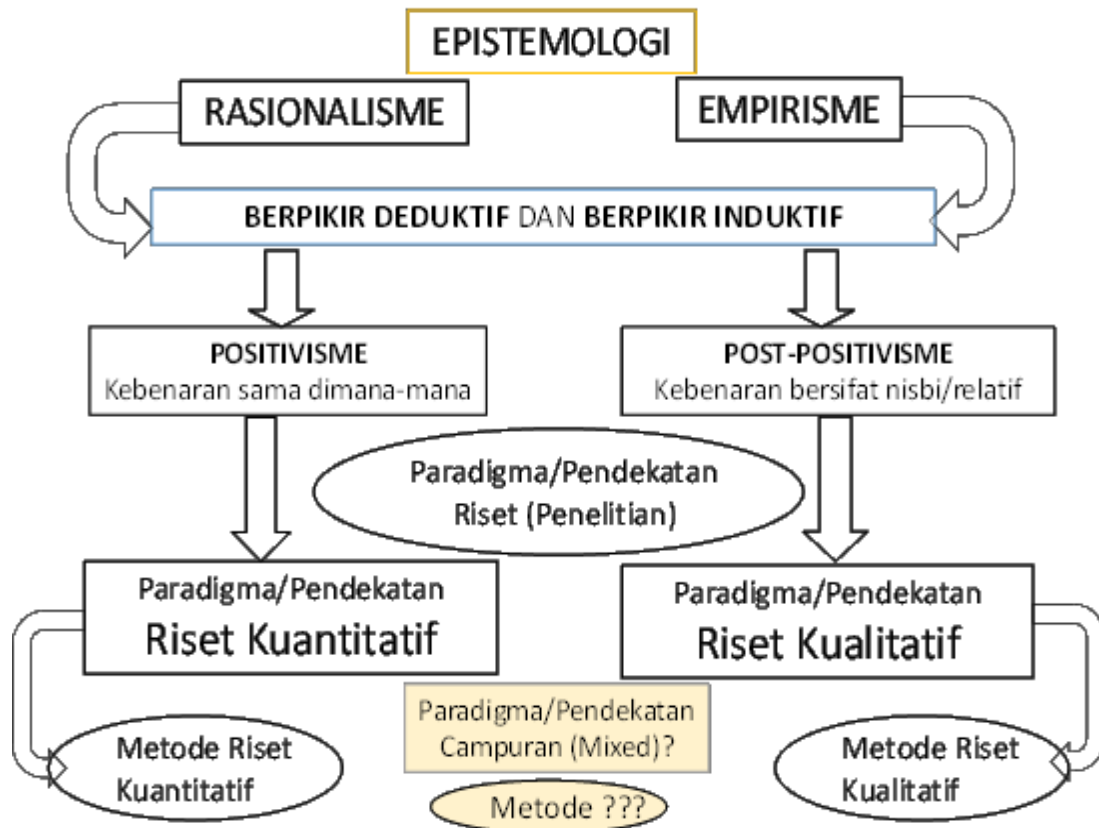 EPISTEMOLOGI
RASIONALISME
EMPIRISME
BERPIKIR DEDUKTIF DAN BERPIKIR INDUKTIF
POSITIVISME
Kebenaran sama dimana-mana
POST-POSITIVISME
Kebenaran bersifat nisbi/relatif
Paradigma/Pendekatan
Riset (Penelitian)
Paradigma/Pendekatan
Riset Kuantitatif
Paradigma/Pendekatan
Riset Kualitatif
Paradigma/Pendekatan
Campuran (Mixed)?
Metode Riset
Kuantitatif
Metode Riset
Kualitatif
Metode ???